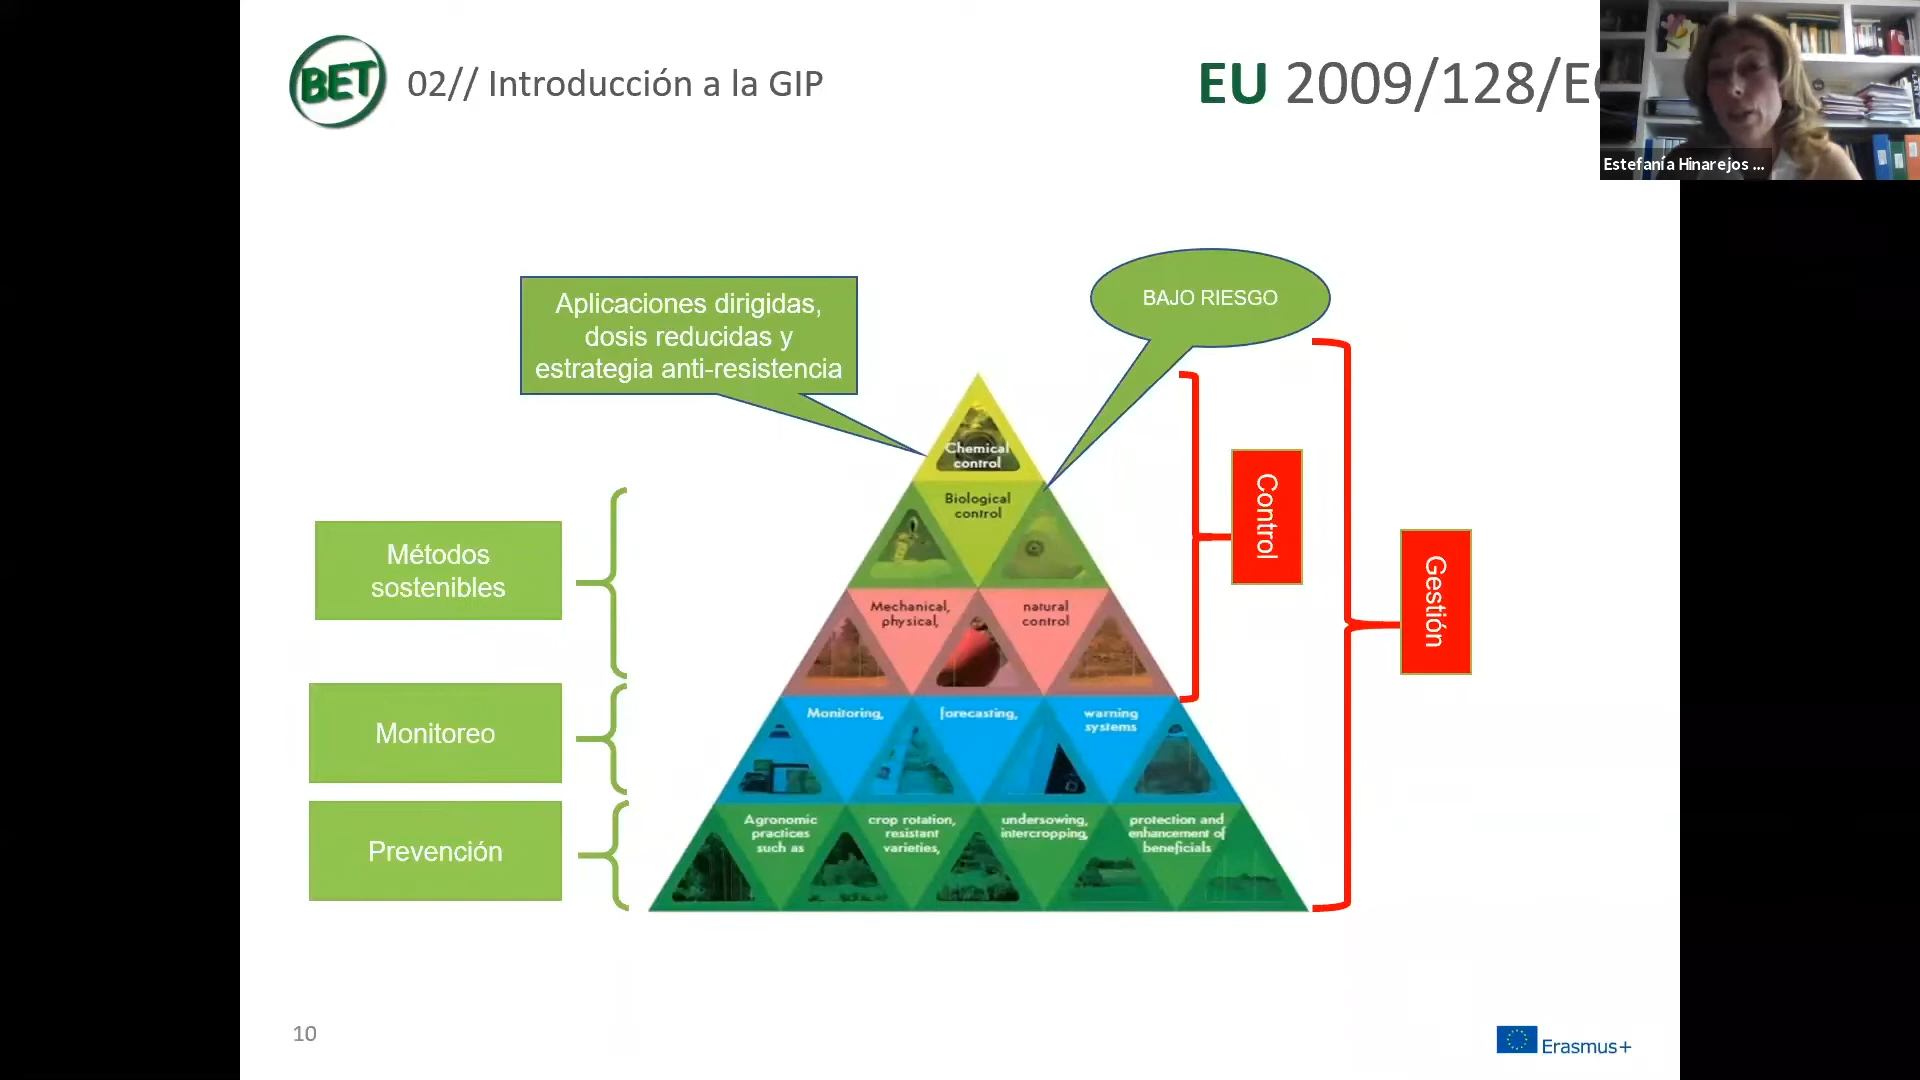 BET
02// Introducción a la GIP
EU 2009/128/E
Estefanía Hinarejos ...
Aplicaciones dirigidas,
dosis reducidas y
estrategia anti-resistencia
BAJO RIESGO
Chemical
control
Biological
control
Mechanical,
physical,
natural
control
Monitoring,
forecasting,
warning
systems
Agronomic
practices
such as
crop rotation,
resistant
varieties,
undersowing,
intercropping,
protection and
enhancement of
beneficials
Métodos
sostenibles
Monitoreo
Prevención
Control
Gestión
10
Erasmus+